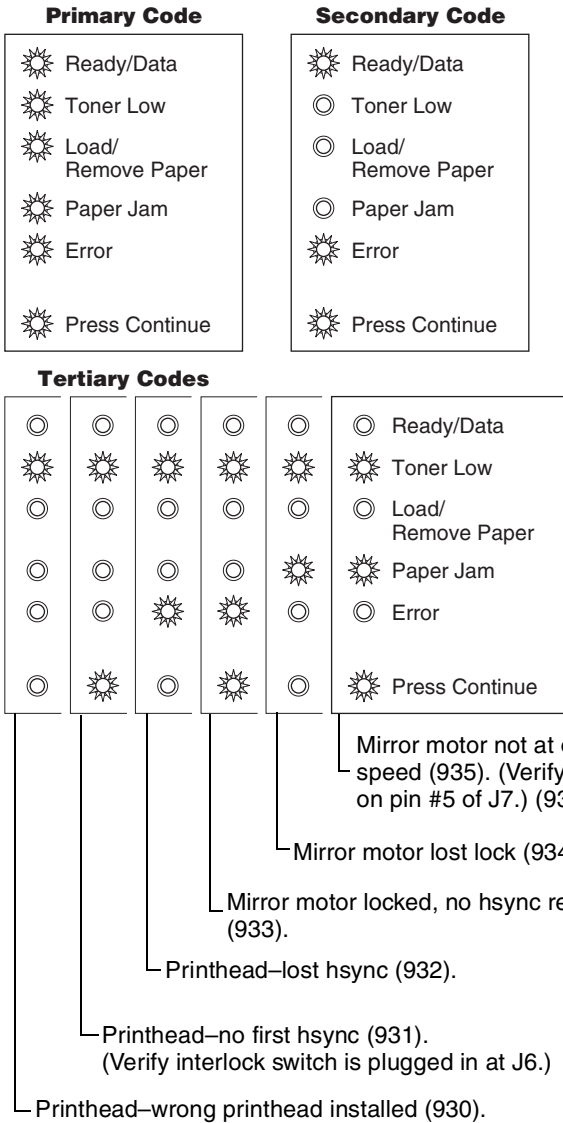 Primary Code
Secondary Code
Ready/Data
Toner Low
Load/
Remove Paper
Paper Jam
Error
Press Continue
Ready/Data
Toner Low
Load/
Remove Paper
Paper Jam
Error
Press Continue
Tertiary Codes
Ready/Data
Toner Low
Load/
Remove Paper
Paper Jam
Error
Press Continue
Mirror motor not at
speed (935). (Verify
on pin #5 of J7.)
Mirror motor lost lock (934
Mirror motor locked, no hsync
(933).
Printhead–lost hsync (932).
Printhead–no first hsync (931).
(Verify interlock switch is plugged in at J6.)
Printhead–wrong printhead installed (930).